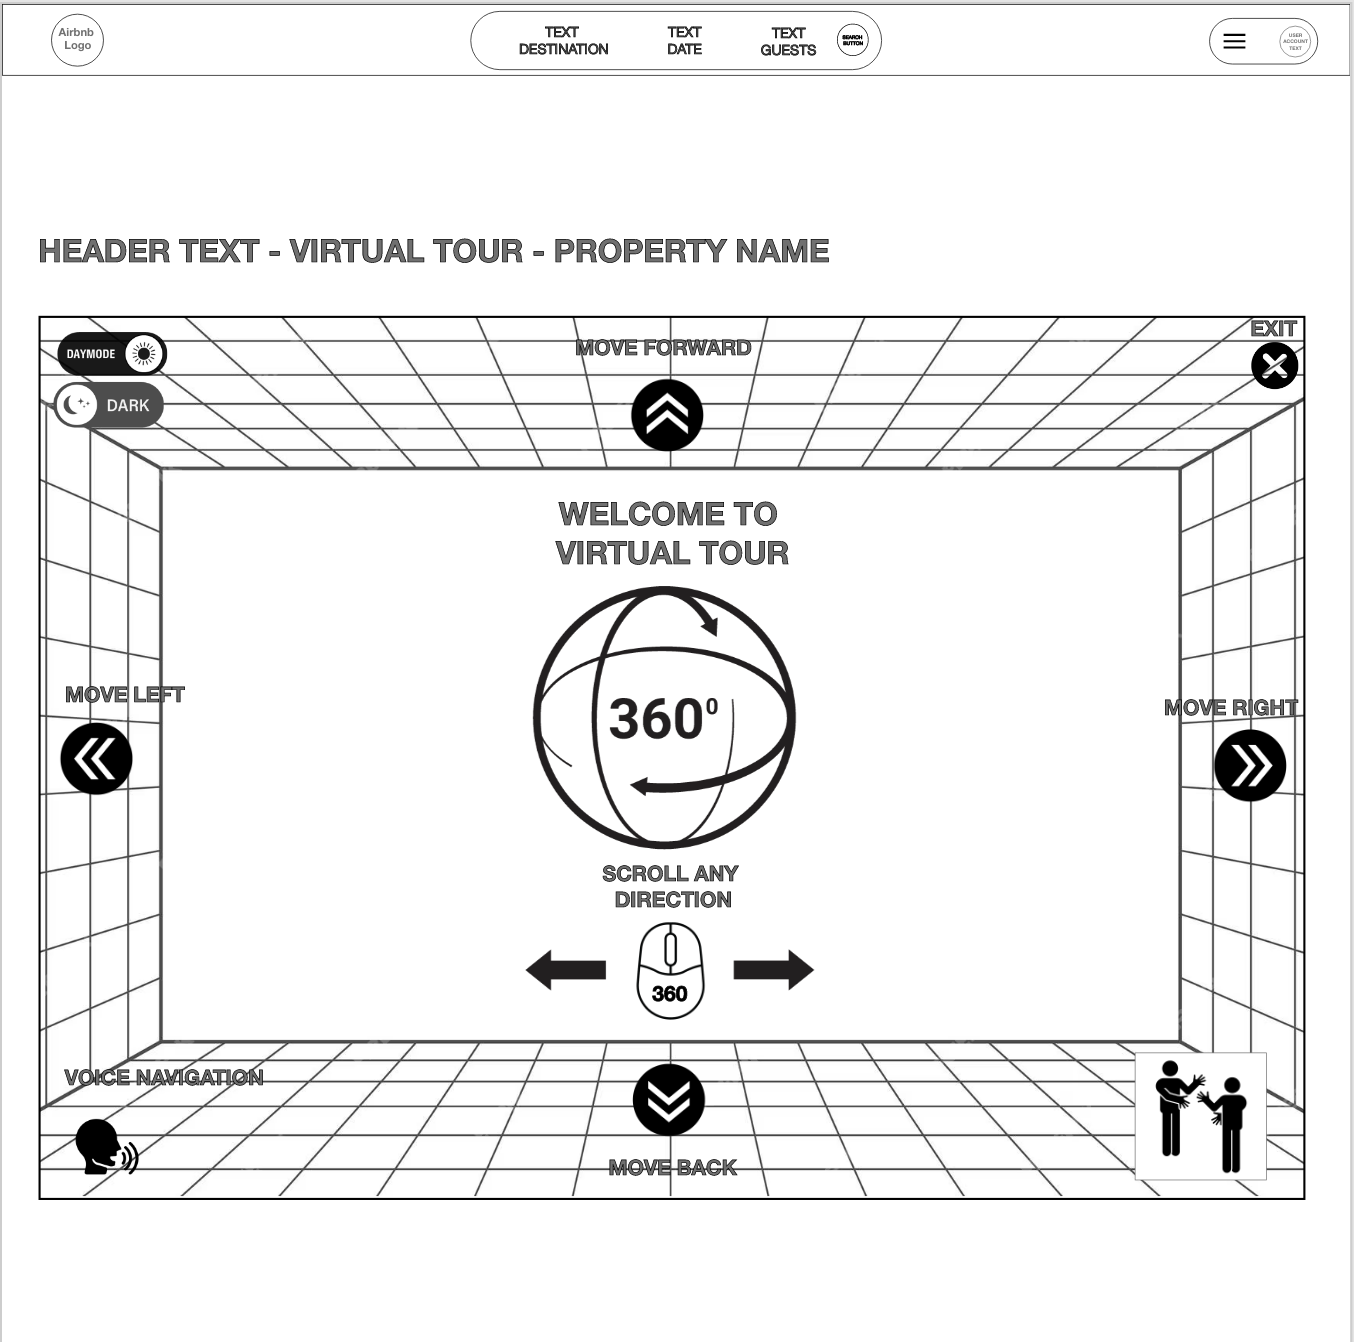 Airbnb
Logo
TEXT
DESTINATION
TEXT
DATE
TEXT
GUESTS
SEARCH
BUTTON
USER
ACCOUNT
TEXT
HEADER TEXT - VIRTUAL TOUR - PROPERTY NAME
DAYMODE
DARK
MOVE FORWARD
EXIT
WELCOME TO
VIRTUAL TOUR
360⁰
MOVE LEFT
MOVE RIGHT
SCROLL ANY
DIRECTION
360
VOICE NAVIGATION
MOVE BACK